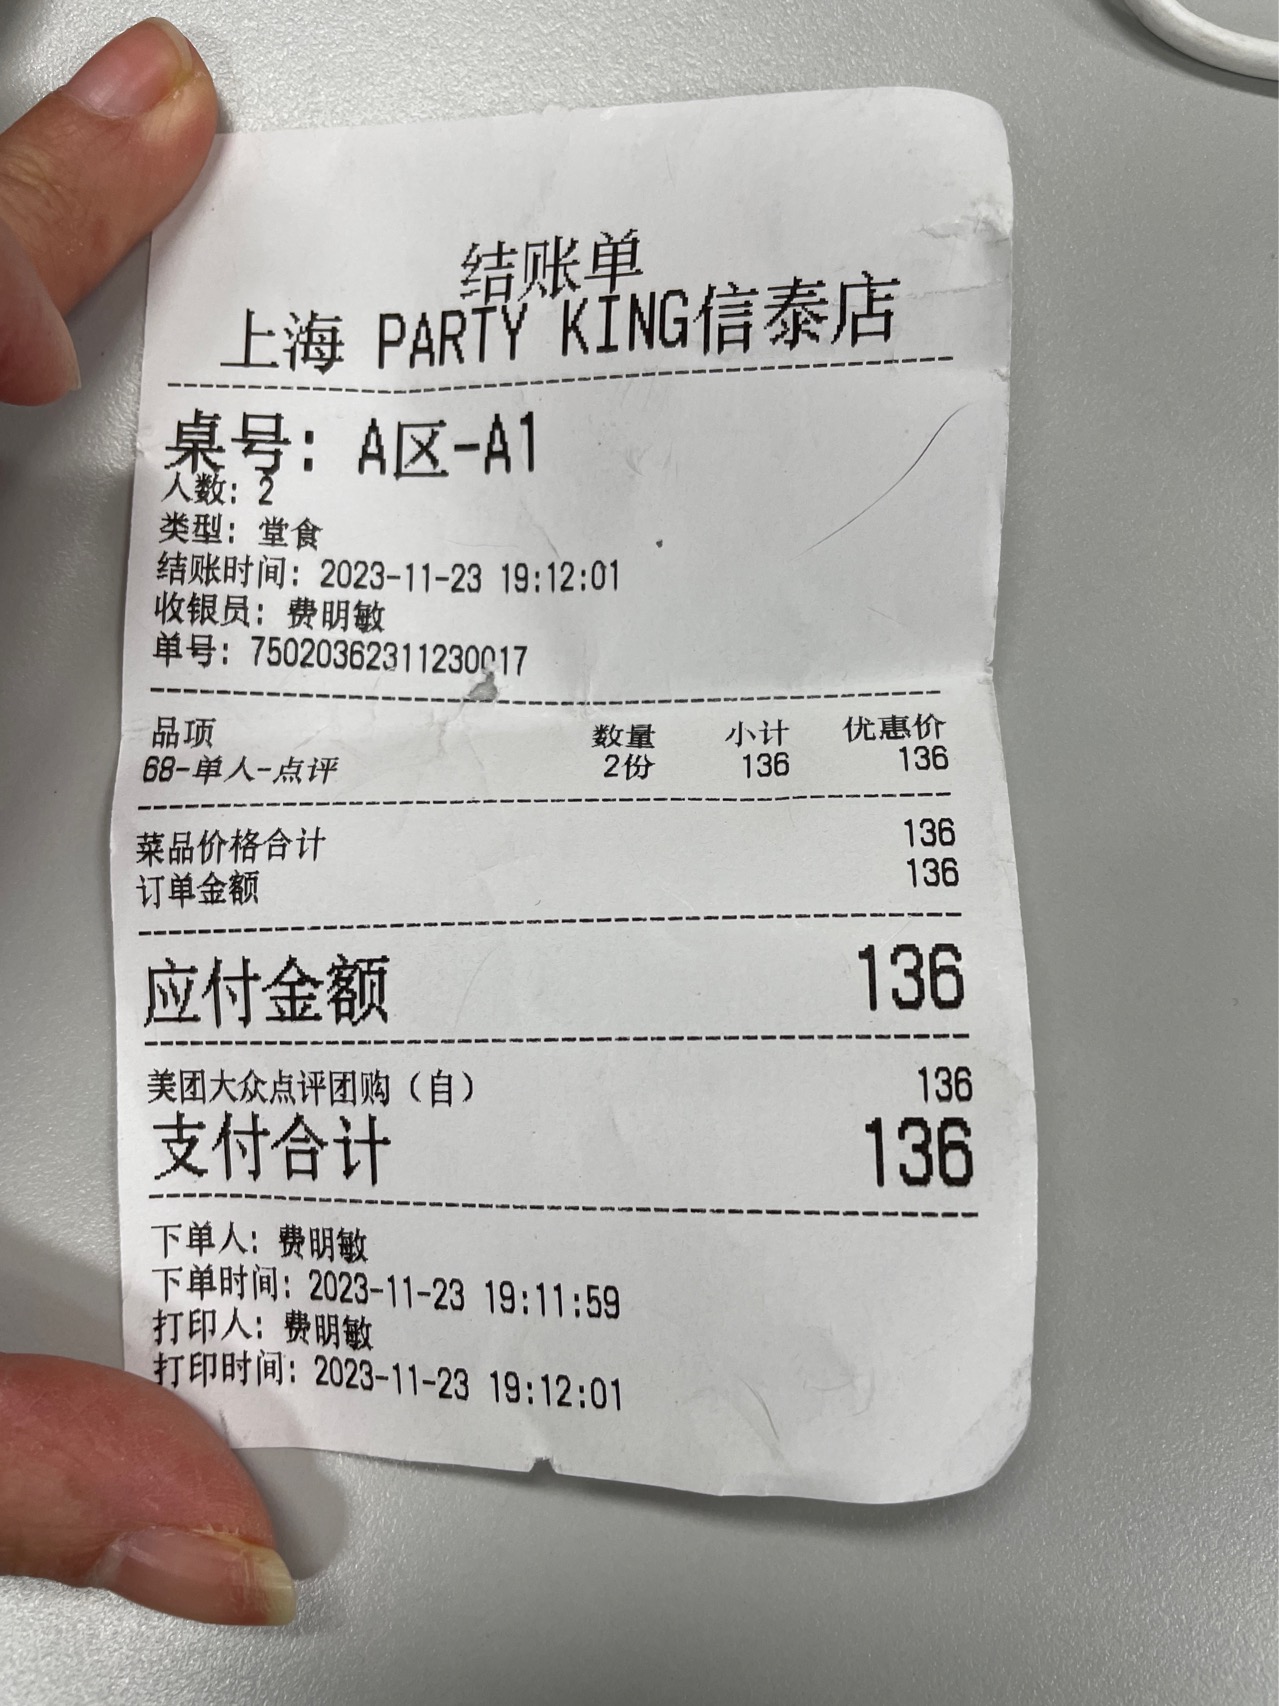 结账单
上海 PARTY KING信泰店
桌号：A区-A1
人数：2
类型：堂食
结账时间：2023-11-23 19:12:01
收银员：费明敏
单号：75020362311230017
品项 数量 小计 优惠价
68-单人-点评 2份 136 136
菜品价格合计 136
订单金额 136
应付金额 136
美团大众点评团购（自） 136
支付合计 136
下单人：费明敏
下单时间：2023-11-23 19:11:59
打印人：费明敏
打印时间：2023-11-23 19:12:01